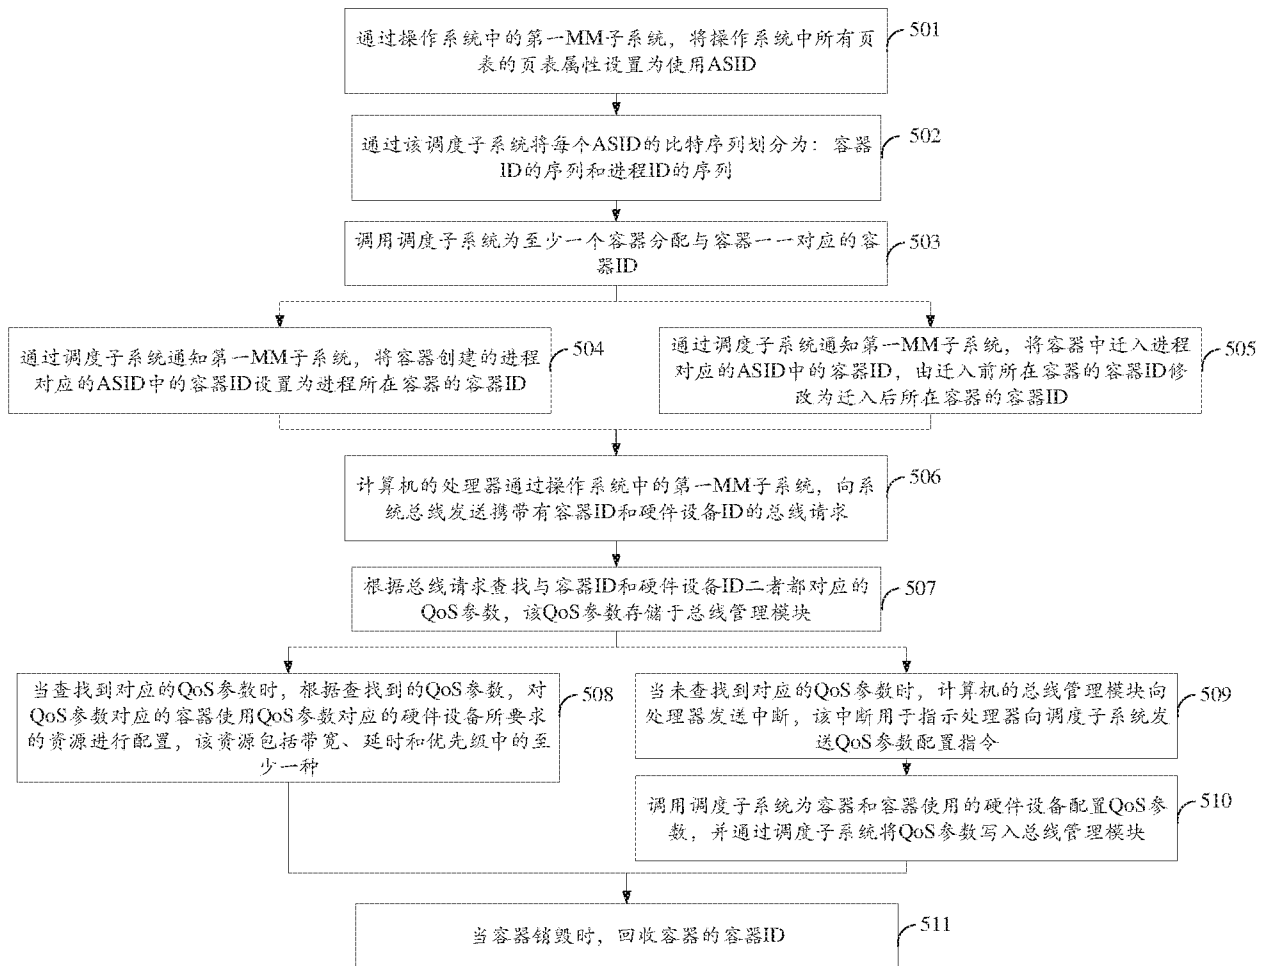 通过操作系统中的第一MM子系统，将操作系统中所有页
表的页表属性设置为使用ASID
501
通过该调度子系统将每个ASID的比特序列划分为：容器
ID的序列和进程ID的序列
502
调用调度子系统为至少一个容器分配与容器一一对应的容
器ID
503
通过调度子系统通知第一MM子系统，将容器创建的进程
对应的ASID中的容器ID设置为进程所在容器的容器ID
504
通过调度子系统通知第一MM子系统，将容器中迁入进程
对应的ASID中的容器ID，由迁入前所在容器的容器ID修
改为迁入后所在容器的容器ID
505
计算机的处理器通过操作系统中的第一MM子系统，向系
统总线发送携带有容器ID和硬件设备ID的总线请求
506
根据总线请求查找与容器ID和硬件设备ID二者都对应的
QoS参数，该QoS参数存储于总线管理模块
507
当查找到对应的QoS参数时，根据查找到的QoS参数，对
QoS参数对应的容器使用QoS参数对应的硬件设备所要求
的资源进行配置，该资源包括带宽、延时和优先级中的至
少一种
508
当未查找到对应的QoS参数时，计算机的总线管理模块向
处理器发送中断，该中断用于指示处理器向调度子系统发
送QoS参数配置指令
509
调用调度子系统为容器和容器使用的硬件设备配置QoS参
数，并通过调度子系统将QoS参数写入总线管理模块
510
当容器销毁时，回收容器的容器ID
511